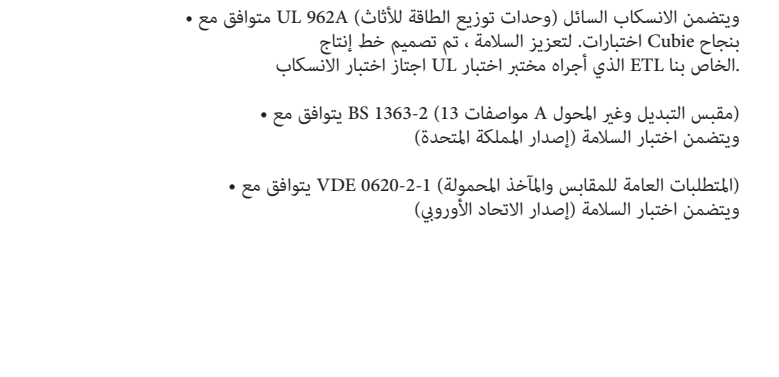 ويتضمن الانسكاب السائل (وحدات توزيع الطاقة للأثاث) UL 962A متوافق مع •
بنجاح Cubie اختبارات. لتعزيز السلامة ، تم تصميم خط إنتاج
.الخاص بنا ETL الذي أجراه مختبر اختبار UL اجتاز اختبار الانسكاب
(مقبس التبديل وغير المحول A مواصفات 13) BS 1363-2 يتوافق مع •
ويتضمن اختبار السلامة (إصدار المملكة المتحدة)
(المتطلبات العامة للمقابس والمآخذ المحمولة) VDE 0620-2-1 يتوافق مع •
ويتضمن اختبار السلامة (إصدار الاتحاد الأوروبي)